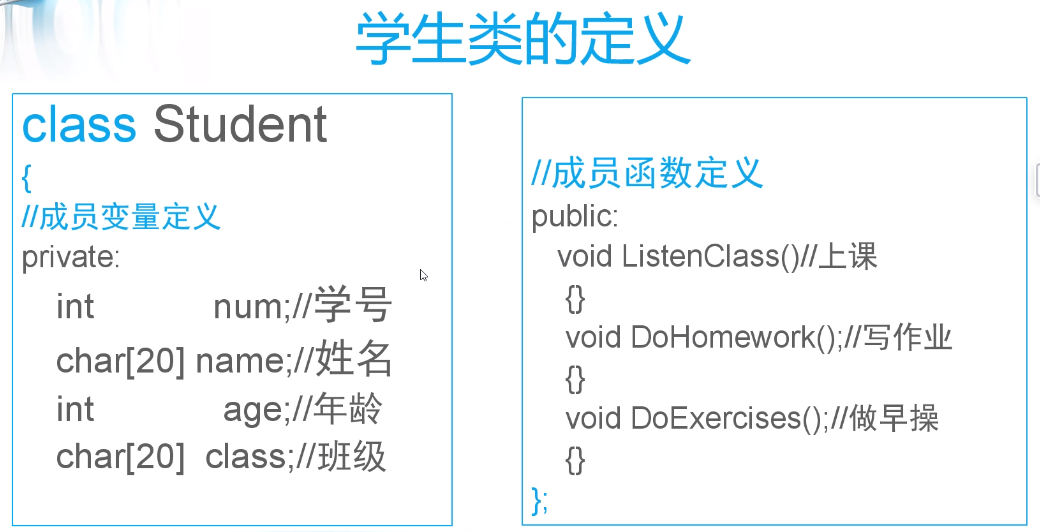 学生类的定义
class Student
{
//成员变量定义
private:
int num;//学号
char[20] name;//姓名
int age;//年龄
char[20] class;//班级
//成员函数定义
public:
void ListenClass()//上课
{}
void DoHomework();//写作业
{}
void DoExercises();//做早操
{}
};